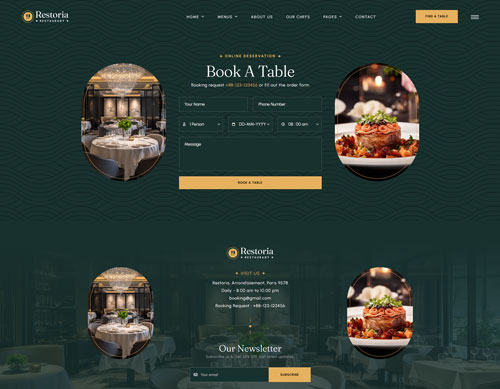 Restoria
RESTAURANT
HOME
MENUS
ABOUT US
OUR CHEFS
PAGES
CONTACT
FIND A TABLE
ONLINE RESERVATION
Book A Table
Booking request +88-123-123456 or fill out the order form
Your Name
Phone Number
1 Person
DD-MM-YYYY
08 : 00 am
Message
BOOK A TABLE
Restoria
RESTAURANT
VISIT US
Restoria, Arrondissement, Paris 9578
Daily - 8.00 am to 10.00 pm
booking@gmail.com
Booking Request : +88-123-123456
Our Newsletter
Subscribe us & Get 25% Off. Get latest updates.
Your email
SUBSCRIBE